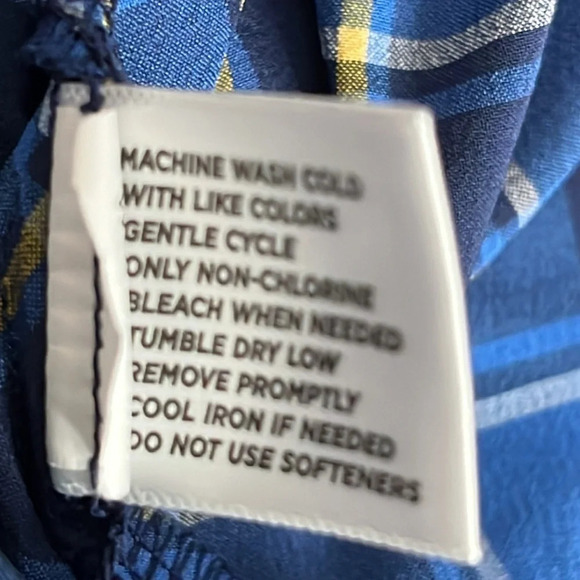 MACHINE WASH COLD
WITH LIKE COLORS
GENTLE CYCLE
ONLY NON-CHLORINE
BLEACH WHEN NEEDED
TUMBLE DRY LOW
REMOVE PROMPTLY
COOL IRON IF NEEDED
DO NOT USE SOFTENERS